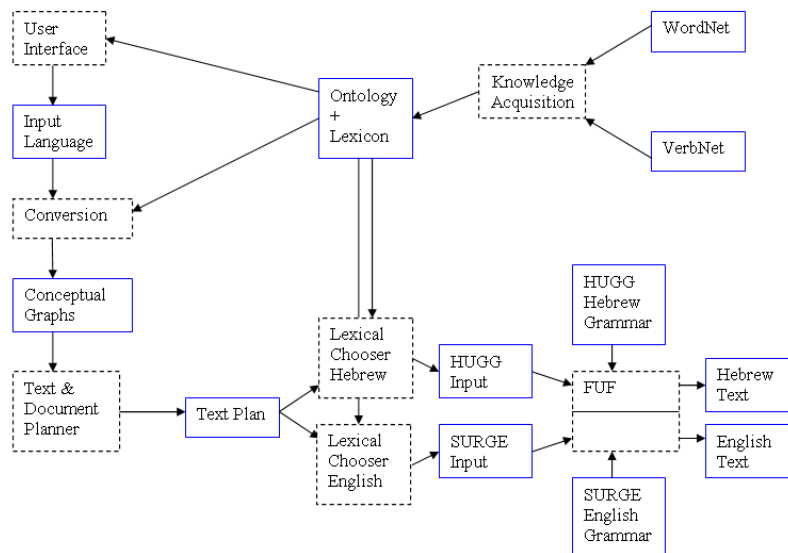 User
Interface
WordNet
Ontology
+
Lexicon
Knowledge
Acquisition
Input
Language
VerbNet
Conversion
Conceptual
Graphs
HUGG
Hebrew
Grammar
Lexical
Chooser
Hebrew
HUGG
Input
Text &
Document
Planner
Text Plan
FUF
Hebrew
Text
Lexical
Chooser
English
SURGE
Input
English
Text
SURGE
English
Grammar